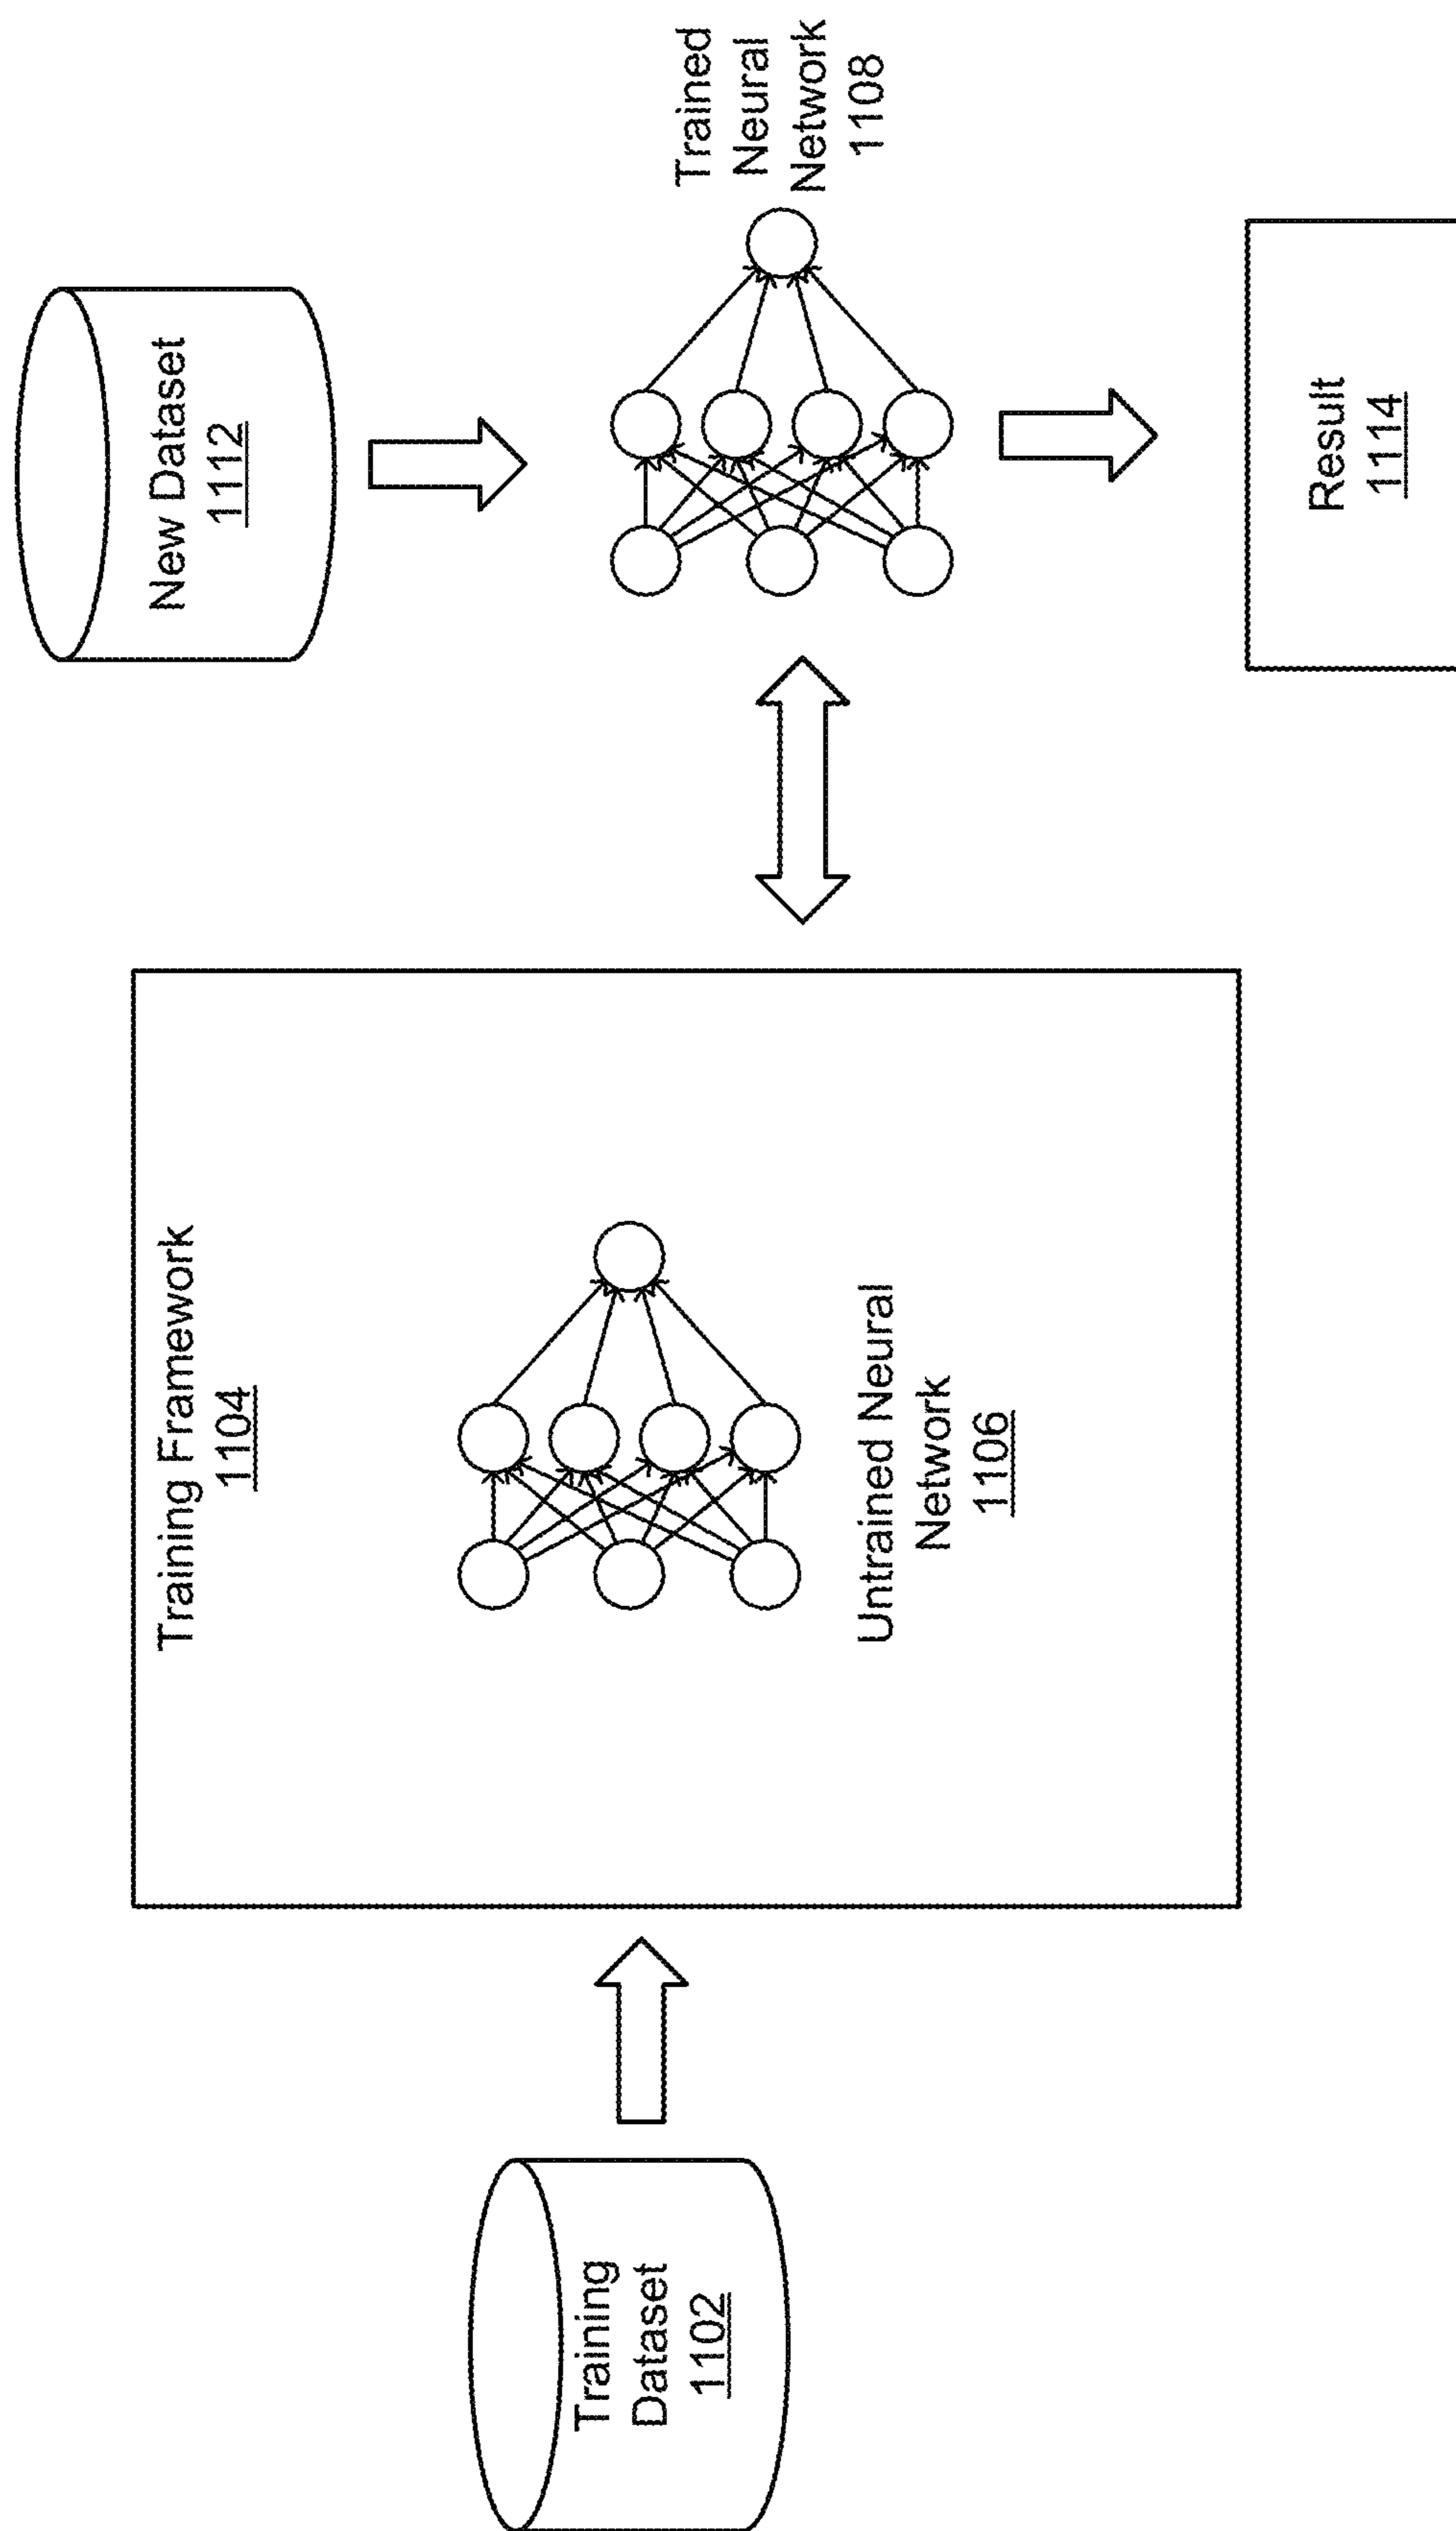 Training
Dataset
1102
Training Framework
1104
Untrained Neural
Network
1106
New Dataset
1112
Trained
Neural
Network
1108
Result
1114